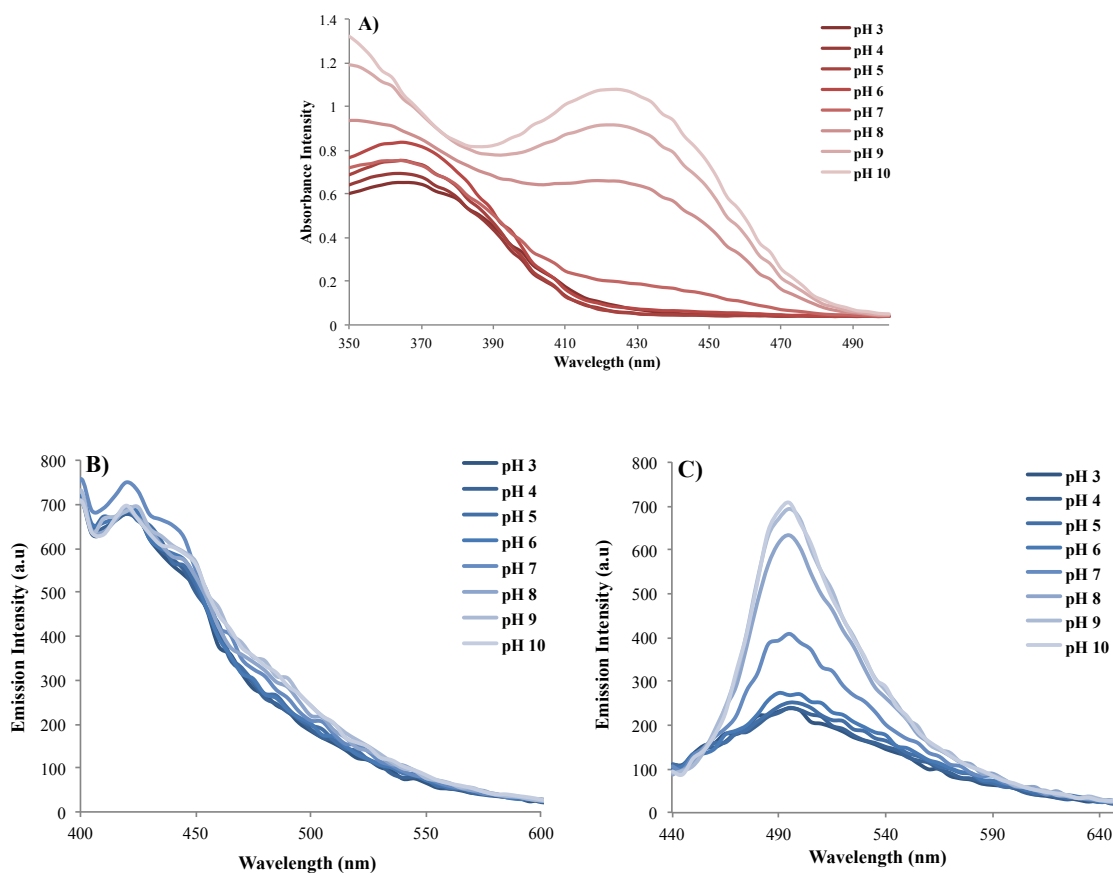 A)
Absorbance Intensity
1.4
1.2
1
0.8
0.6
0.4
0.2
0
350 370 390 410 430 450 470 490
Wavelegth (nm)
pH 3
pH 4
pH 5
pH 6
pH 7
pH 8
pH 9
pH 10
B)
Emission Intensity (a.u)
800
700
600
500
400
300
200
100
0
400 450 500 550 600
Wavelength (nm)
pH 3
pH 4
pH 5
pH 6
pH 7
pH 8
pH 9
pH 10
C)
Emission Intensity (a.u)
800
700
600
500
400
300
200
100
0
440 490 540 590 640
Wavelength (nm)
pH 3
pH 4
pH 5
pH 6
pH 7
pH 8
pH 9
pH 10